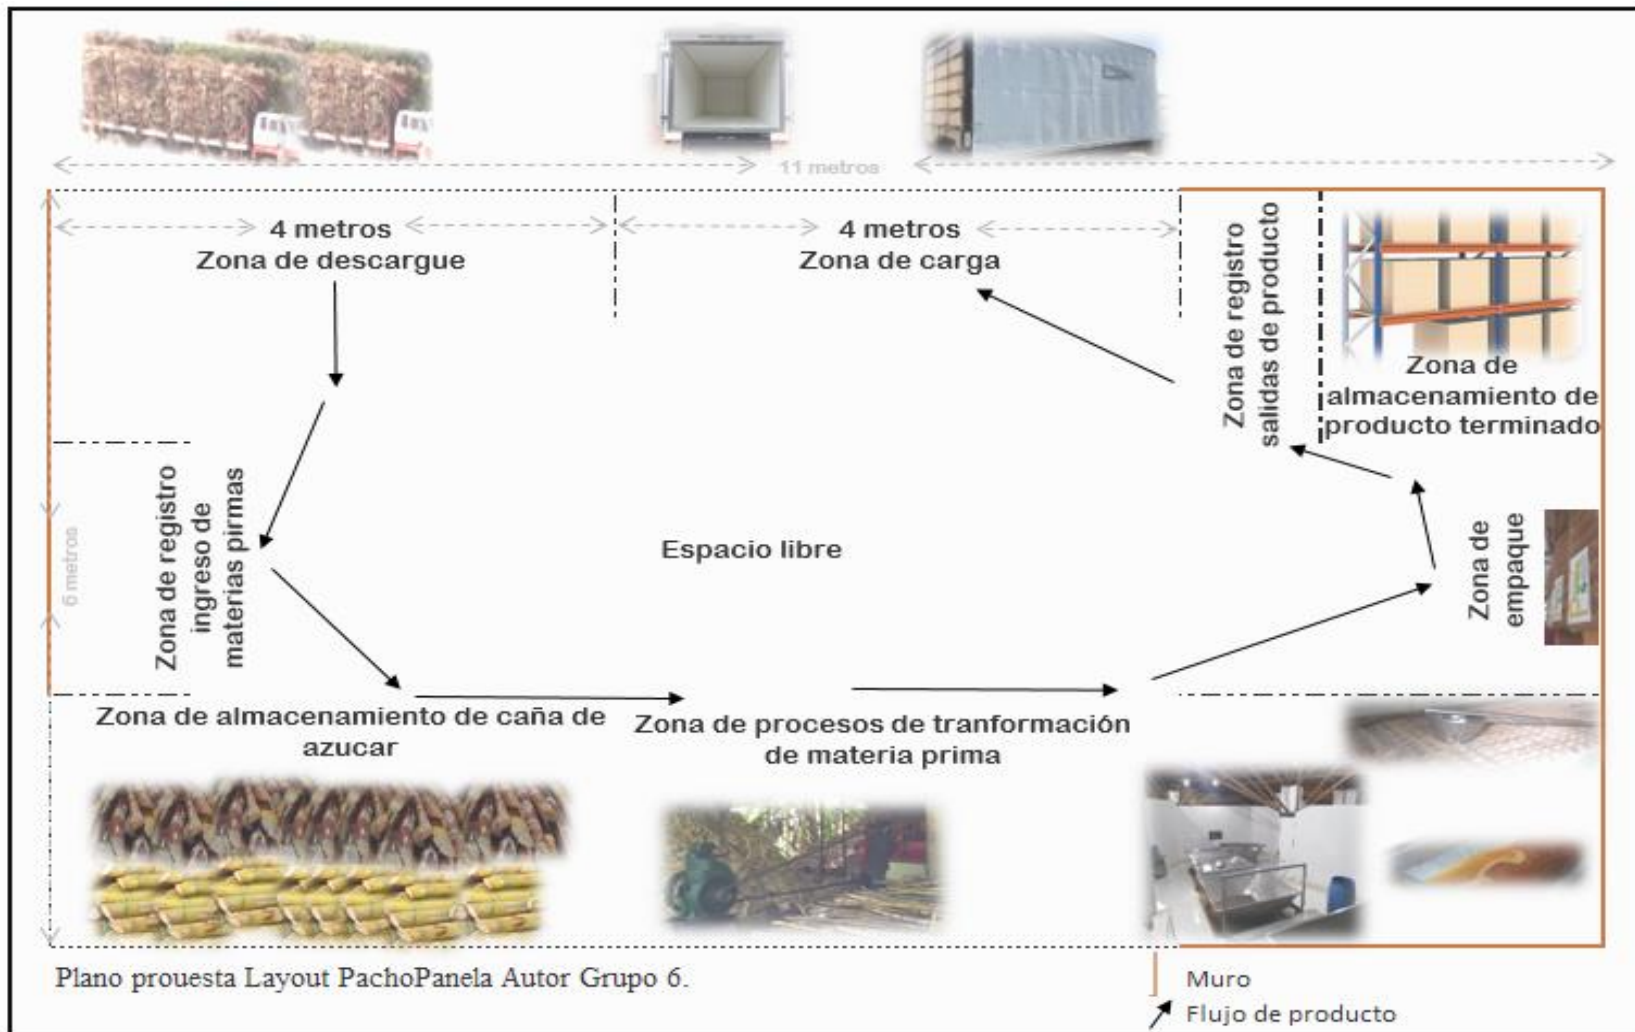 11 metros
4 metros
Zona de descargue
4 metros
Zona de carga
Zona de registro
salidas de producto
Zona de
almacenamiento de
producto terminado
Zona de registro
ingreso de
materias pirmas
6 metros
Espacio libre
Zona de
empaque
Zona de almacenamiento de caña de
azucar
Zona de procesos de tranformación
de materia prima
Plano prouesta Layout PachoPanela Autor Grupo 6.
Muro
Flujo de producto